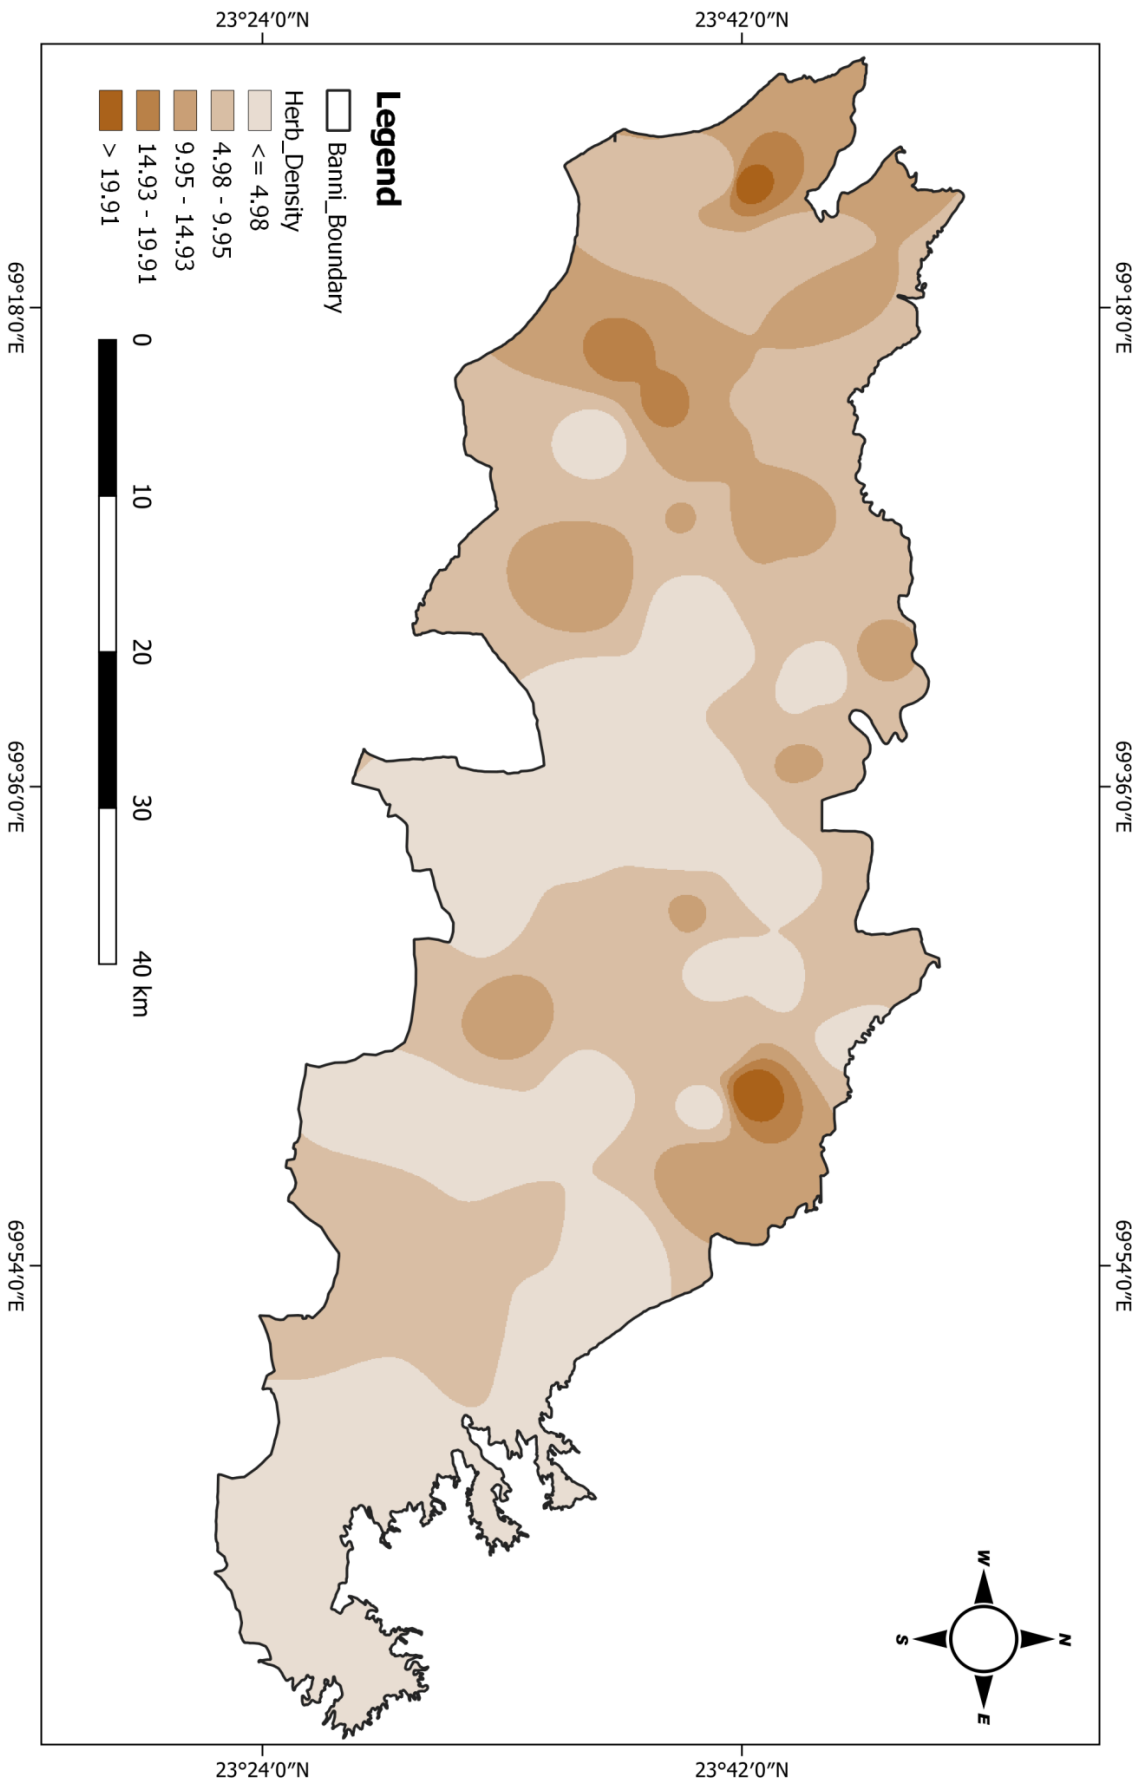 23°24′0″N
23°42′0″N
Legend
Banni_Boundary
Herb_Density
<= 4.98
4.98 - 9.95
9.95 - 14.93
14.93 - 19.91
> 19.91
0
10
20
30
40 km
69°18′0″E
69°36′0″E
69°54′0″E
69°18′0″E
69°36′0″E
69°54′0″E
N
W
E
S
23°24′0″N
23°42′0″N